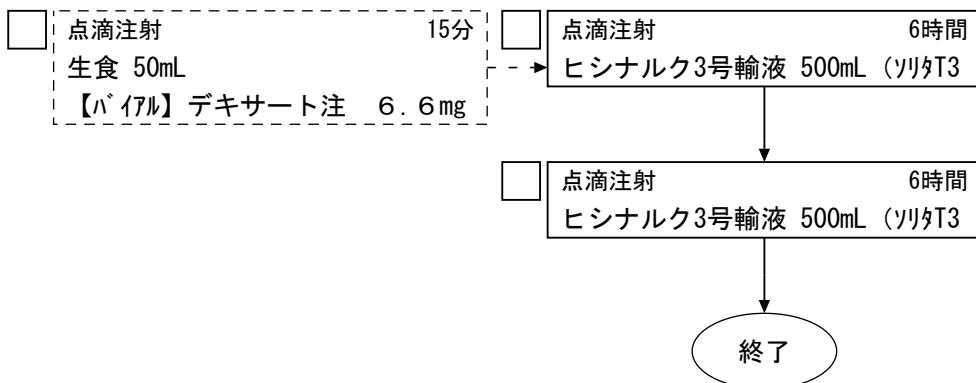 点滴注射 15分
生食 50mL
【ﾊﾞｲｱﾙ】デキサート注 ６．６mg
点滴注射 6時間
ヒシナルク3号輸液 500mL (ｿﾘﾀT3
点滴注射 6時間
ヒシナルク3号輸液 500mL (ｿﾘﾀT3
終了